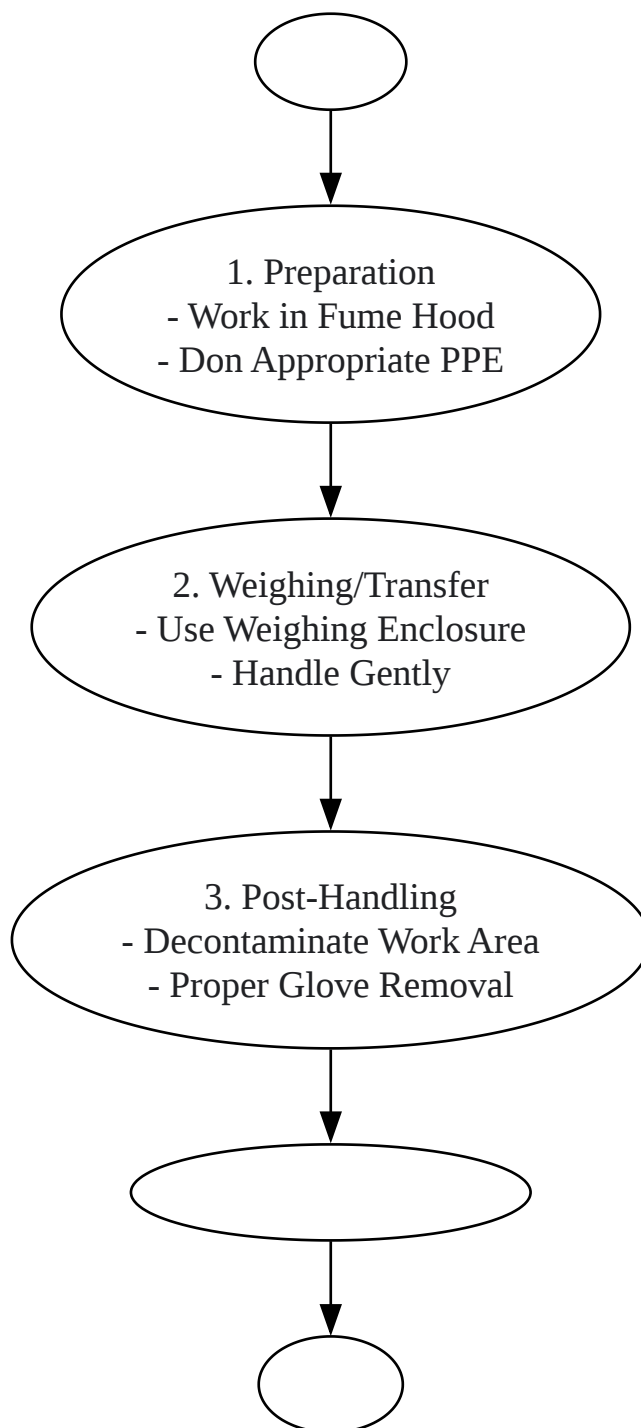 1. Preparation
- Work in Fume Hood
- Don Appropriate PPE
2. Weighing/Transfer
- Use Weighing Enclosure
- Handle Gently
3. Post-Handling
- Decontaminate Work Area
- Proper Glove Removal